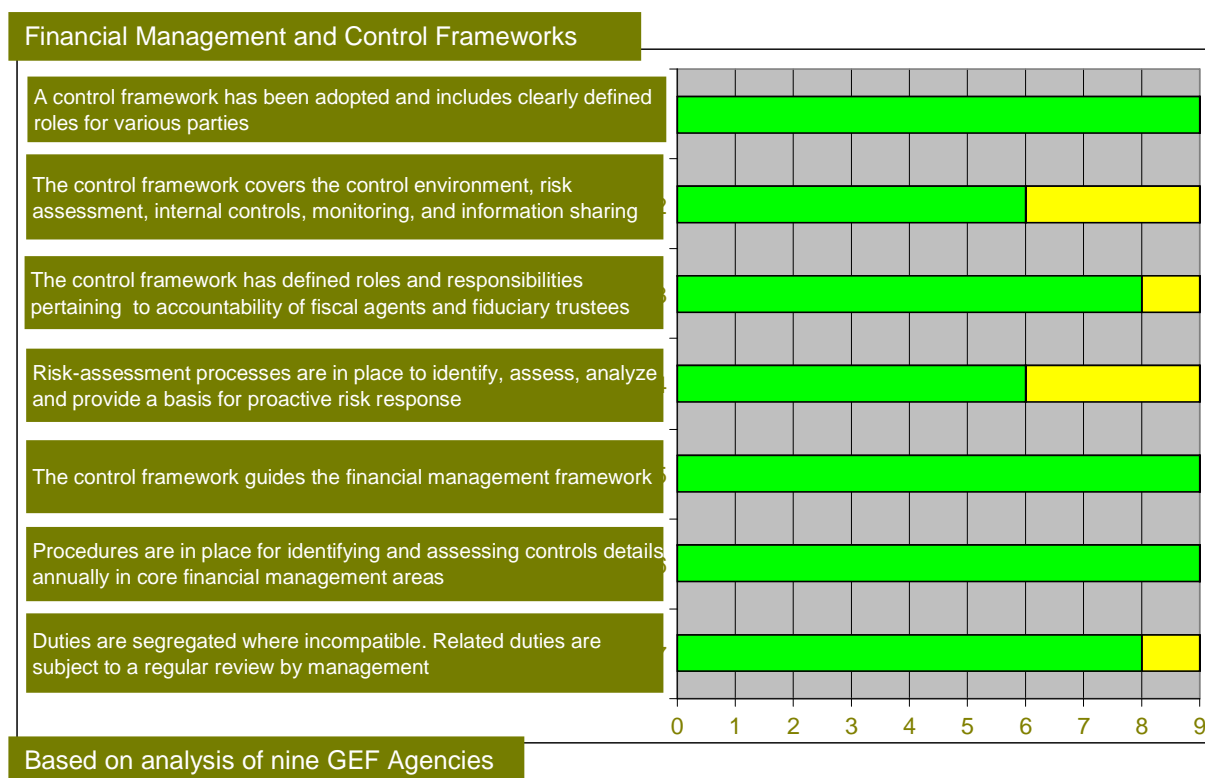 Financial Management and Control Frameworks
A control framework has been adopted and includes clearly defined
roles for various parties
The control framework covers the control environment, risk
assessment, internal controls, monitoring, and information sharing
The control framework has defined roles and responsibilities
pertaining to accountability of fiscal agents and fiduciary trustees
Risk-assessment processes are in place to identify, assess, analyze
and provide a basis for proactive risk response
The control framework guides the financial management framework
Procedures are in place for identifying and assessing controls details
annually in core financial management areas
Duties are segregated where incompatible. Related duties are
subject to a regular review by management
0 1 2 3 4 5 6 7 8 9
Based on analysis of nine GEF Agencies